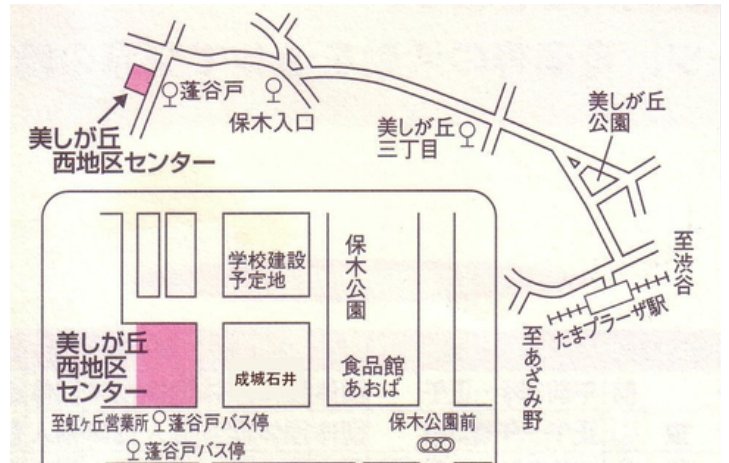 蓬谷戸
保木入口
美しが丘
三丁目
美しが丘
公園
美しが丘
西地区センター
至渋谷
たまプラーザ駅
至あざみ野
学校建設
予定地
保木公園
美しが丘
西地区
センター
成城石井
食品館
あおば
至虹ヶ丘営業所
蓬谷戸バス停
保木公園前
蓬谷戸バス停